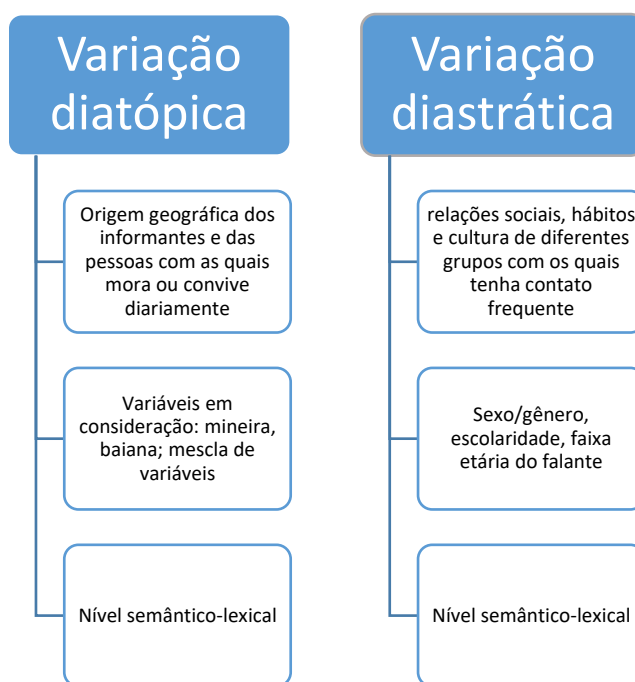 Variação
diatópica
Origem geográfica dos
informantes e das
pessoas com as quais
mora ou convive
diariamente
Variáveis em
consideração: mineira,
baiana; mescla de
variáveis
Nível semântico-lexical
Variação
diastrática
relações sociais, hábitos
e cultura de diferentes
grupos com os quais
tenha contato
frequente
Sexo/gênero,
escolaridade, faixa
etária do falante
Nível semântico-lexical